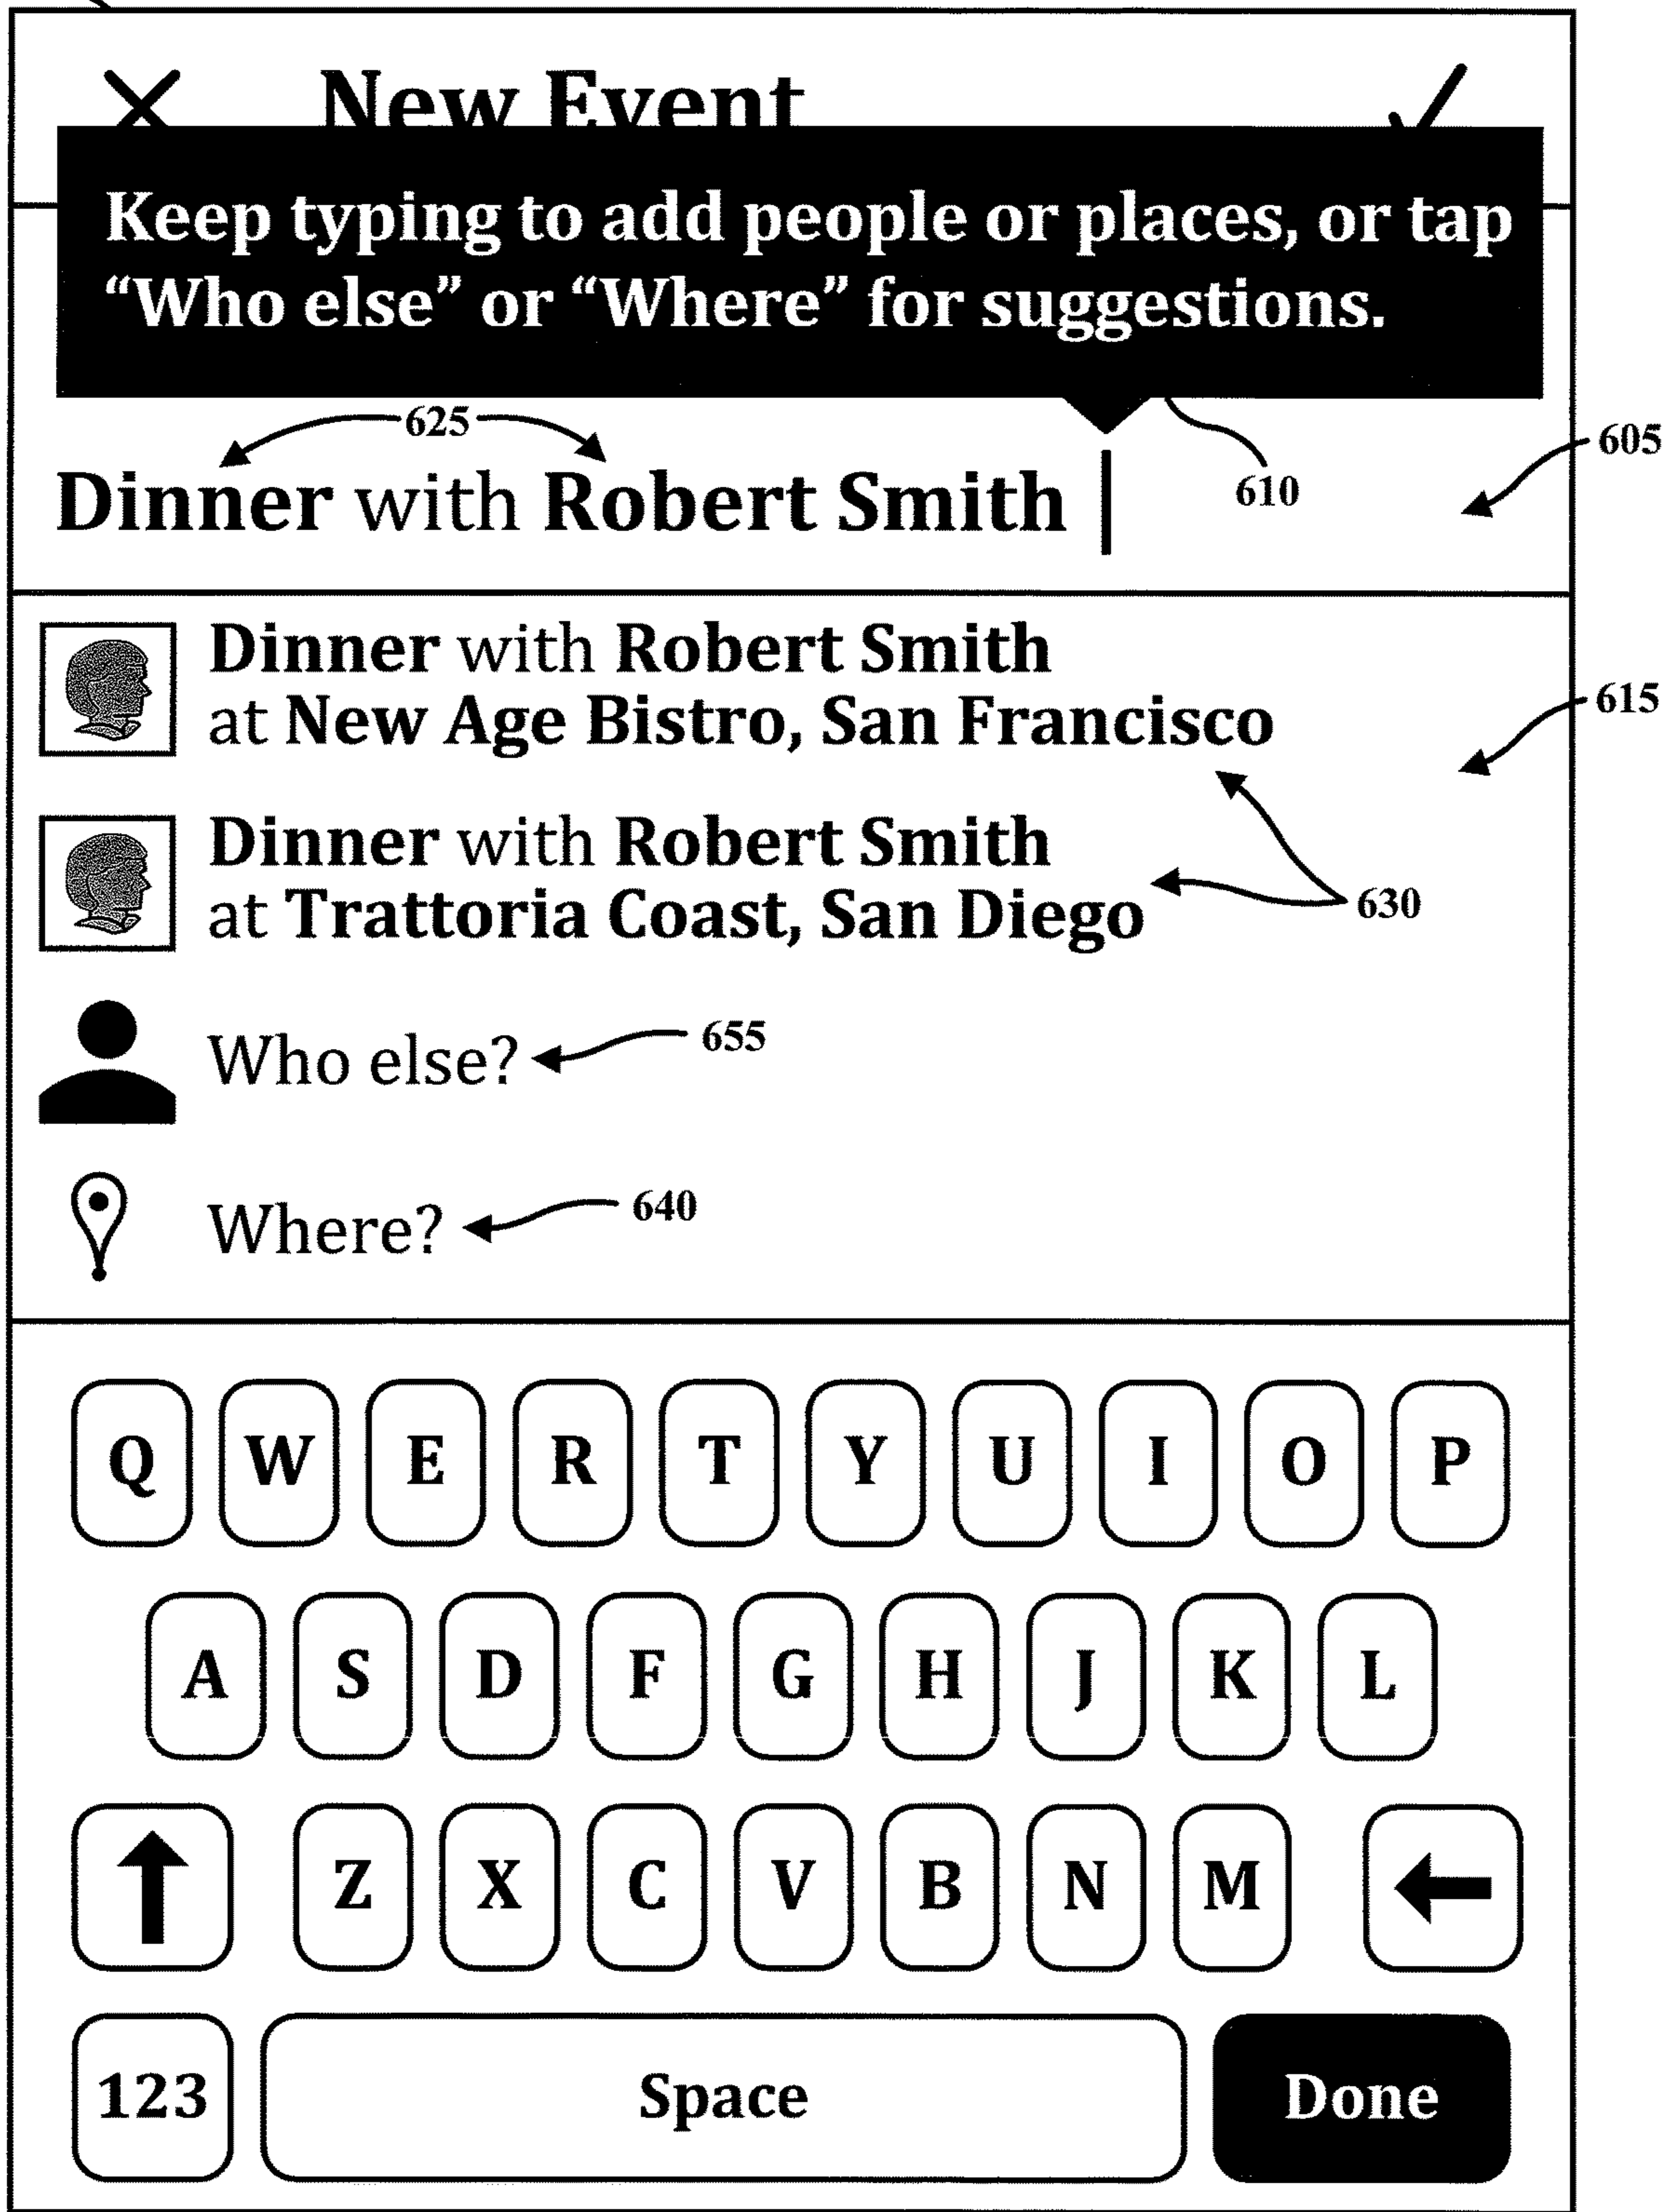 New Event
Keep typing to add people or places, or tap
“Who else” or “Where” for suggestions.
625
605
Dinner with Robert Smith
610
Dinner with Robert Smith
at New Age Bistro, San Francisco
615
Dinner with Robert Smith
at Trattoria Coast, San Diego
630
Who else?
655
Where?
640
Q W E R T Y U I O P
A S D F G H J K L
Z X C V B N M
123 Space Done